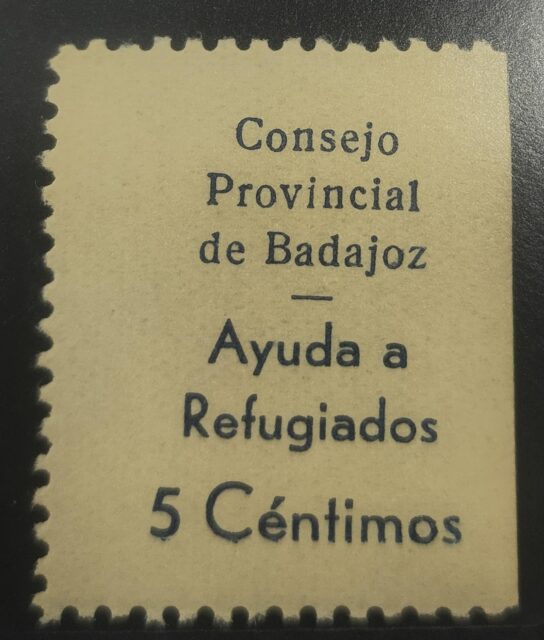 Consejo
Provincial
de Badajoz
—
Ayuda a
Refugiados
5 Céntimos